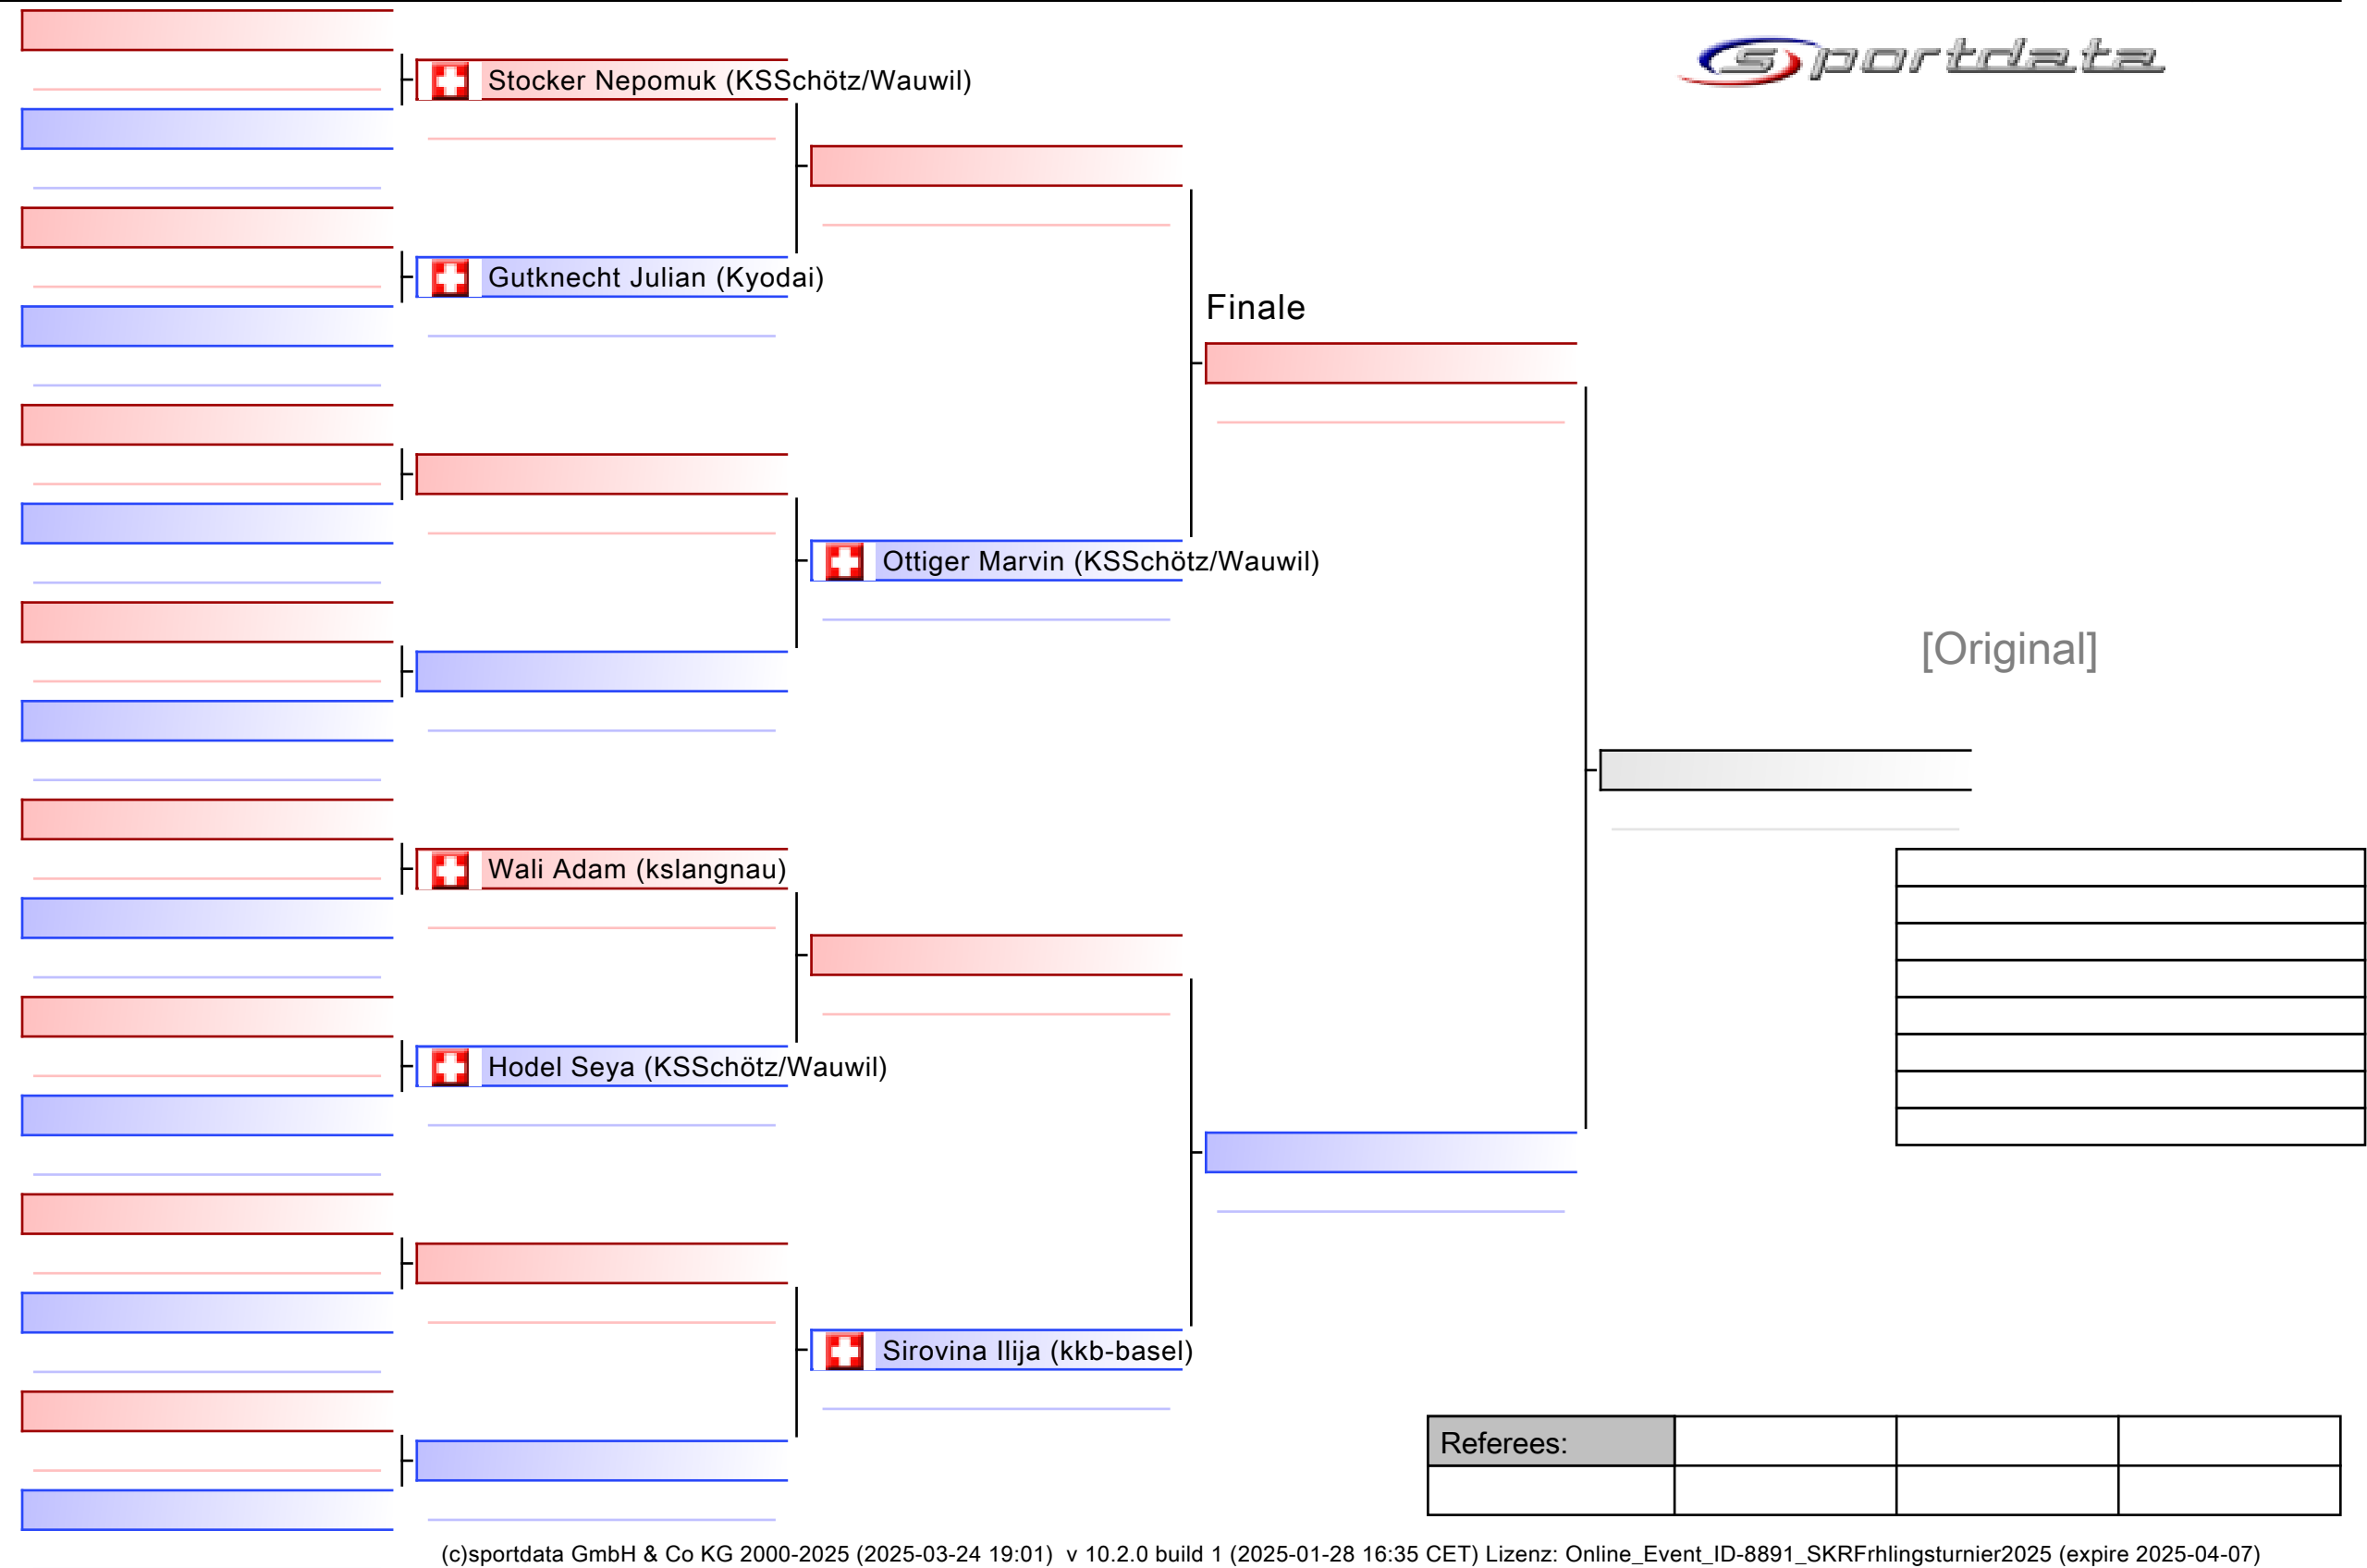 sportdata
Stocker Nepomuk (KSSchötz/Wauwil)
Gutknecht Julian (Kyodai)
Finale
Ottiger Marvin (KSSchötz/Wauwil)
[Original]
Wali Adam (kslangnau)
Hodel Seya (KSSchötz/Wauwil)
Sirovina Ilija (kkb-basel)
Referees:
(c)sportdata GmbH & Co KG 2000-2025 (2025-03-24 19:01) v 10.2.0 build 1 (2025-01-28 16:35 CET) Lizenz: Online_Event_ID-8891_SKRFrhlingsturnier2025 (expire 2025-04-07)